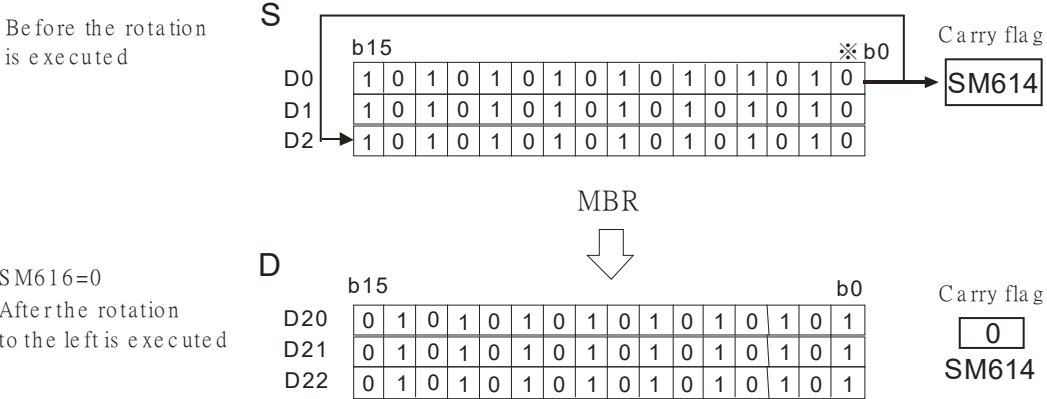 S
Before the rotation
is executed
Carry flag
b15 ※ b0
D0 1 0 1 0 1 0 1 0 1 0 1 0 1 0 1 0 SM614
D1 1 0 1 0 1 0 1 0 1 0 1 0 1 0 1 0
D2 1 0 1 0 1 0 1 0 1 0 1 0 1 0 1 0
MBR
D
SM616=0
After the rotation
to the left is executed
b15 b0
Carry flag
D20 0 1 0 1 0 1 0 1 0 1 0 1 0 1 0 1
D21 0 1 0 1 0 1 0 1 0 1 0 1 0 1 0 1
D22 0 1 0 1 0 1 0 1 0 1 0 1 0 1 0 1
0
SM614